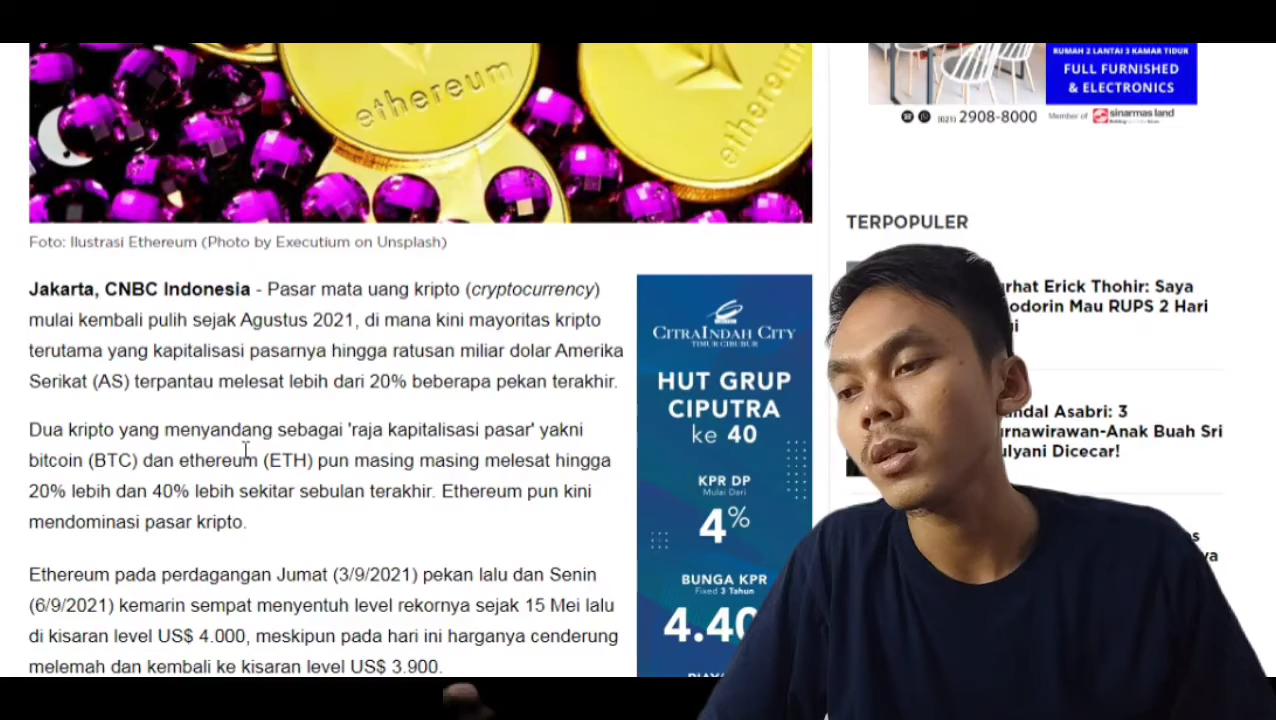 ethereum
ethereum
RUMAH 2 LANTAI 3 KAMAR TIDUR
FULL FURNISHED
& ELECTRONICS
(021) 2908-8000
Member of sinarmas land
Foto: Ilustrasi Ethereum (Photo by Executium on Unsplash)
Jakarta, CNBC Indonesia - Pasar mata uang kripto (cryptocurrency)
mulai kembali pulih sejak Agustus 2021, di mana kini mayoritas kripto
terutama yang kapitalisasi pasarnya hingga ratusan miliar dolar Amerika
Serikat (AS) terpantau melesat lebih dari 20% beberapa pekan terakhir.
Dua kripto yang menyandang sebagai 'raja kapitalisasi pasar' yakni
bitcoin (BTC) dan ethereum (ETH) pun masing masing melesat hingga
20% lebih dan 40% lebih sekitar sebulan terakhir. Ethereum pun kini
mendominasi pasar kripto.
Ethereum pada perdagangan Jumat (3/9/2021) pekan lalu dan Senin
(6/9/2021) kemarin sempat menyentuh level rekornya sejak 15 Mei lalu
di kisaran level US$ 4.000, meskipun pada hari ini harganya cenderung
melemah dan kembali ke kisaran level US$ 3.900.
CITRAINDAH CITY
TIMUR CIBUBUR
HUT GRUP
CIPUTRA
ke 40
KPR DP
Mulai Dari
4%
BUNGA KPR
Fixed 3 Tahun
TERPOPULER
Erick Thohir: Saya
Mau RUPS 2 Hari
Asabri: 3
Buah Sri
Dicecar!